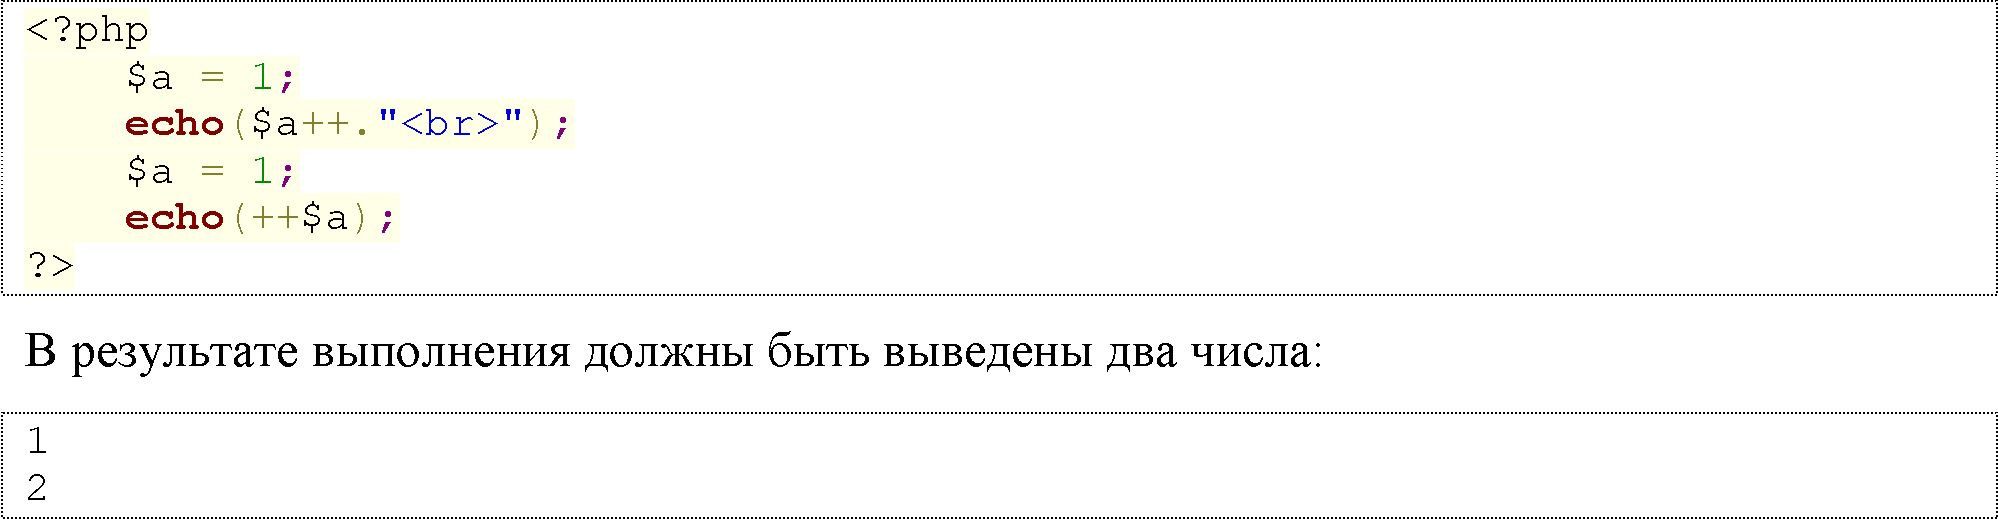 <?php
    $a = 1;
    echo($a++."<br>");
    $a = 1;
    echo(++$a);
?>
В результате выполнения должны быть выведены два числа:
1
2